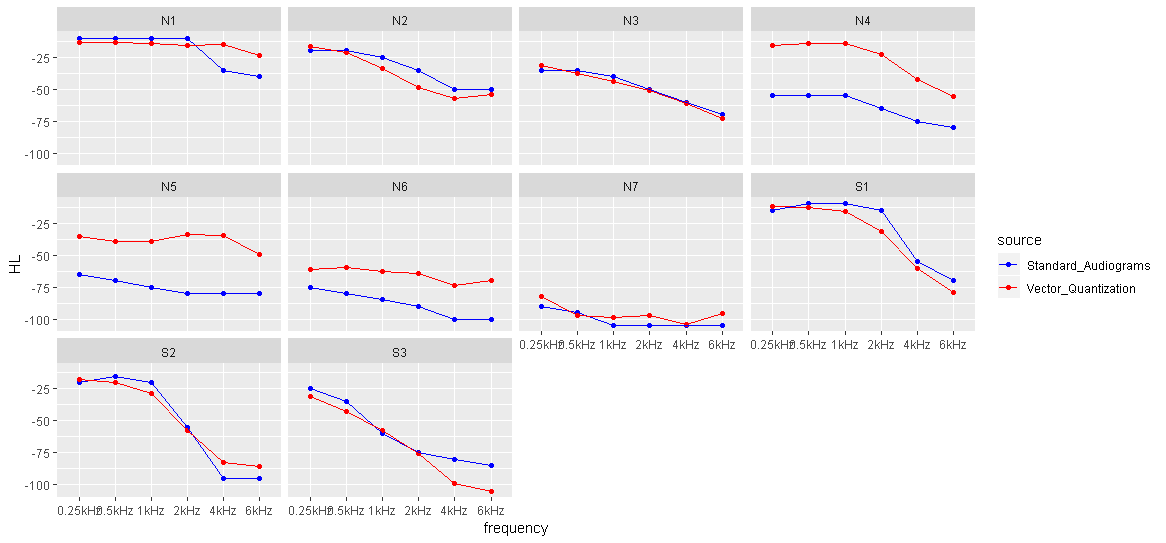 N1 N2 N3 N4
-25
-50
-75
-100
N5 N6 N7 S1
-25
-50
-75
-100
HL
0.25kHz 0.5kHz 1kHz 2kHz 4kHz 6kHz 0.25kHz 0.5kHz 1kHz 2kHz 4kHz 6kHz
S2 S3
-25
-50
-75
-100
0.25kHz 0.5kHz 1kHz 2kHz 4kHz 6kHz 0.25kHz 0.5kHz 1kHz 2kHz 4kHz 6kHz
frequency
source
Standard_Audiograms
Vector_Quantization